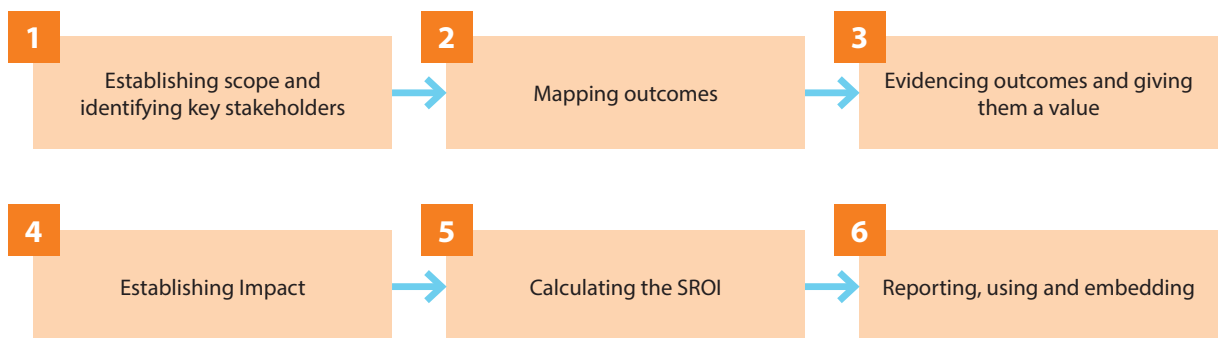 1
Establishing scope and
identifying key stakeholders
2
Mapping outcomes
3
Evidencing outcomes and giving
them a value
4
Establishing Impact
5
Calculating the SROI
6
Reporting, using and embedding